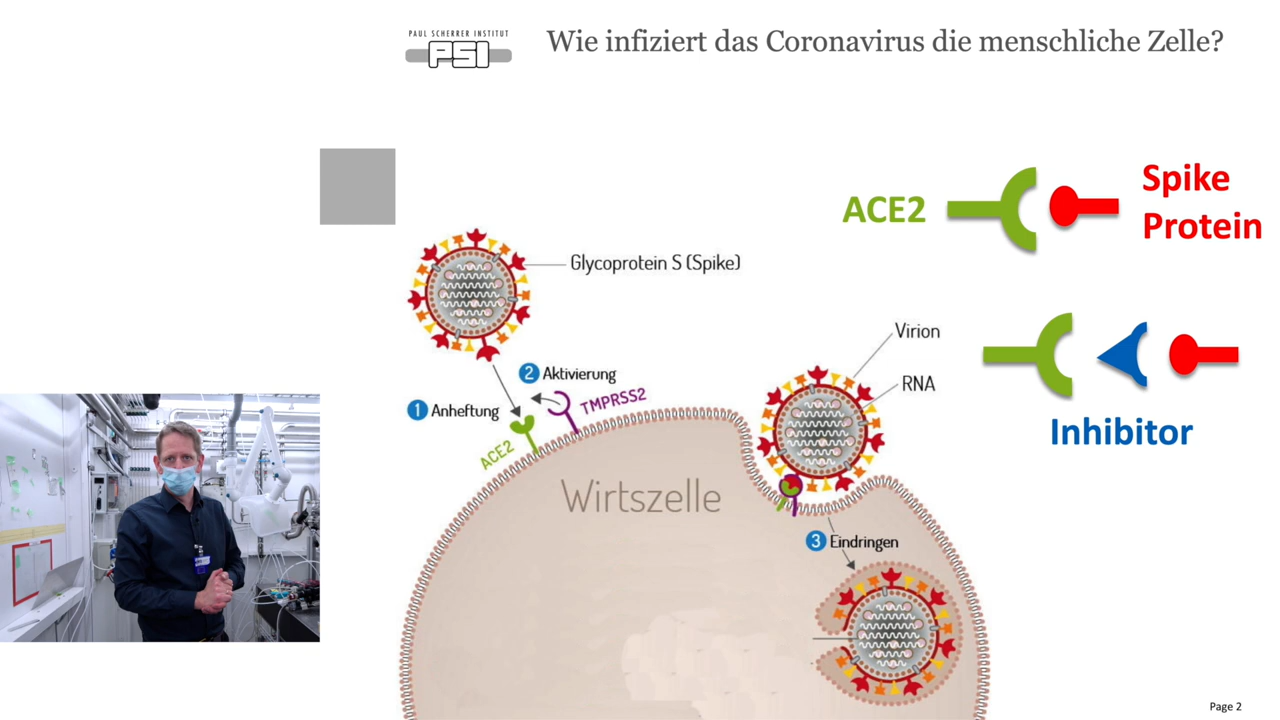 PAUL SCHERRER INSTITUT
PSI
Wie infiziert das Coronavirus die menschliche Zelle?
ACE2
Spike
Protein
Glycoprotein S (Spike)
Virion
RNA
2 Aktivierung
TMPRSS2
1 Anheftung
ACE2
Inhibitor
Wirtszelle
3 Eindringen
Page 2